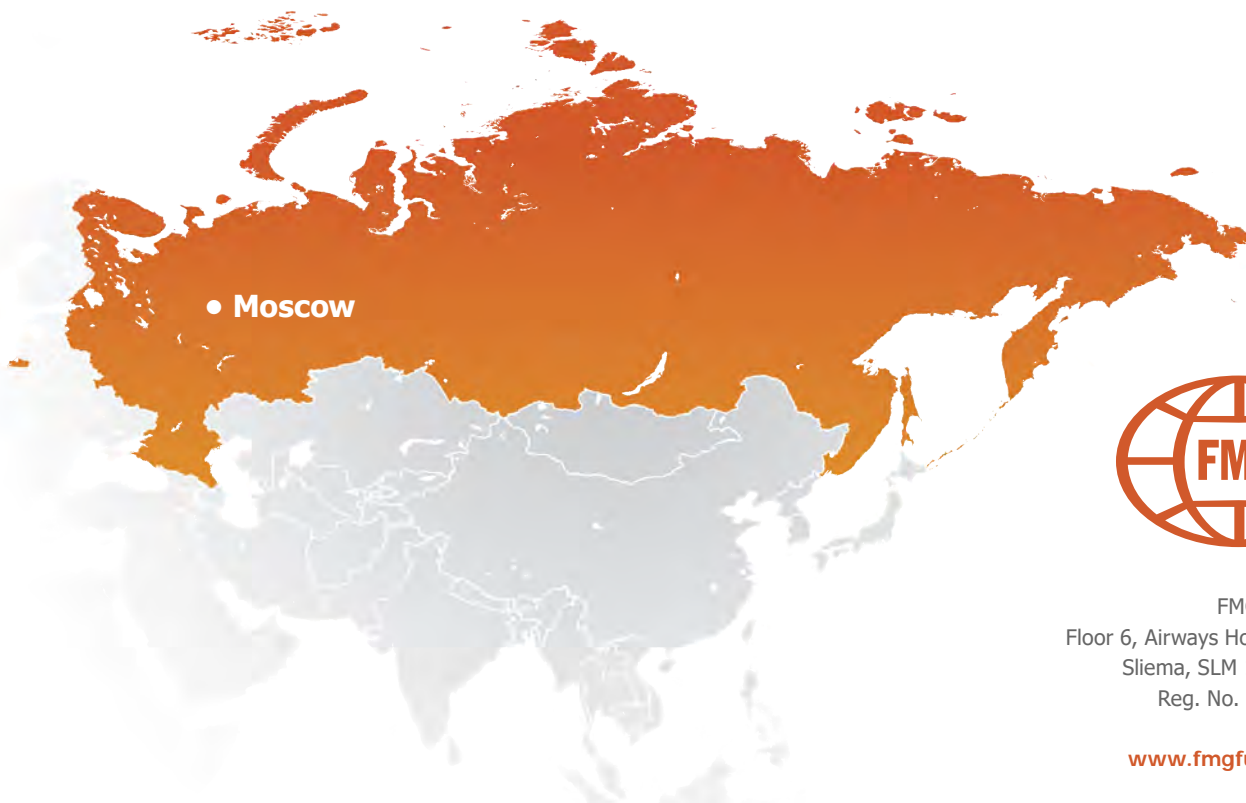 Moscow
FM
FM
Floor 6, Airways Ho
Sliema, SLM
Reg. No.
www.fmgf